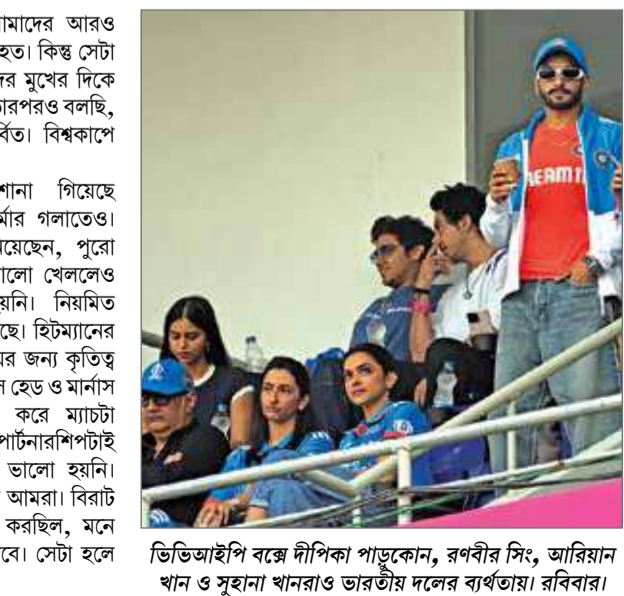 আমাদের আরও
হত। কিন্তু সেটা
মুখের দিকে
তারপরও বলছি,
বিশ্বকাপে
শোনা গিয়েছে
গলাতেও।
পুরো
খেললেও
নিয়মিত
হিটম্যানের
জন্য কৃতিত্ব
হেড ও মার্নাস
করে ম্যাচটা
পার্টনারশিপটাই
ভালো হয়নি।
আমরা। বিরাট
করছিল, মনে
সেটা হলে
ভিভিআইপি বক্সে দীপিকা পাডুকোন, রণবীর সিং, আরিয়ান
খান ও সুহানা খানরাও ভারতীয় দলের ব্যর্থতায়। রবিবার।